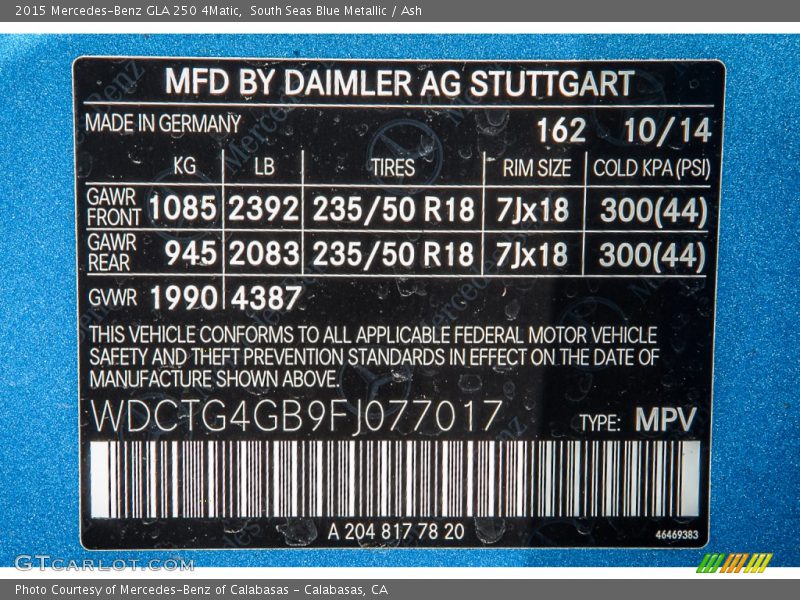 2015 Mercedes-Benz GLA 250 4Matic, South Seas Blue Metallic / Ash
MFD BY DAIMLER AG STUTTGART
MADE IN GERMANY 162 10/14
KG LB TIRES RIM SIZE COLD KPA (PSI)
GAWR FRONT 1085 2392 235/50 R18 7Jx18 300(44)
GAWR REAR 945 2083 235/50 R18 7Jx18 300(44)
GVWR 1990 4387
THIS VEHICLE CONFORMS TO ALL APPLICABLE FEDERAL MOTOR VEHICLE
SAFETY AND THEFT PREVENTION STANDARDS IN EFFECT ON THE DATE OF
MANUFACTURE SHOWN ABOVE.
WDCTG4GB9FJ077017 TYPE: MPV
A 204 817 78 20 46469383
GTCARLOT.COM
Photo Courtesy of Mercedes-Benz of Calabasas - Calabasas, CA